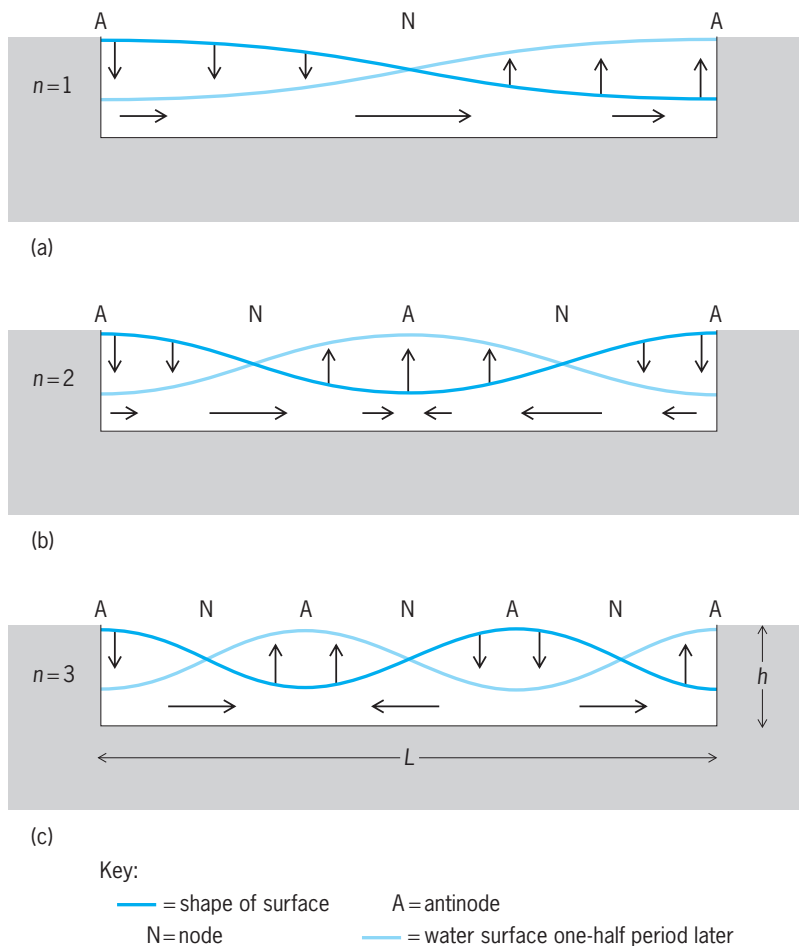 A N A
n=1
(a)
A N A N A
n=2
(b)
A N A N A N A
n=3
h
L
(c)
Key:
= shape of surface A=antinode
N=node = water surface one-half period later